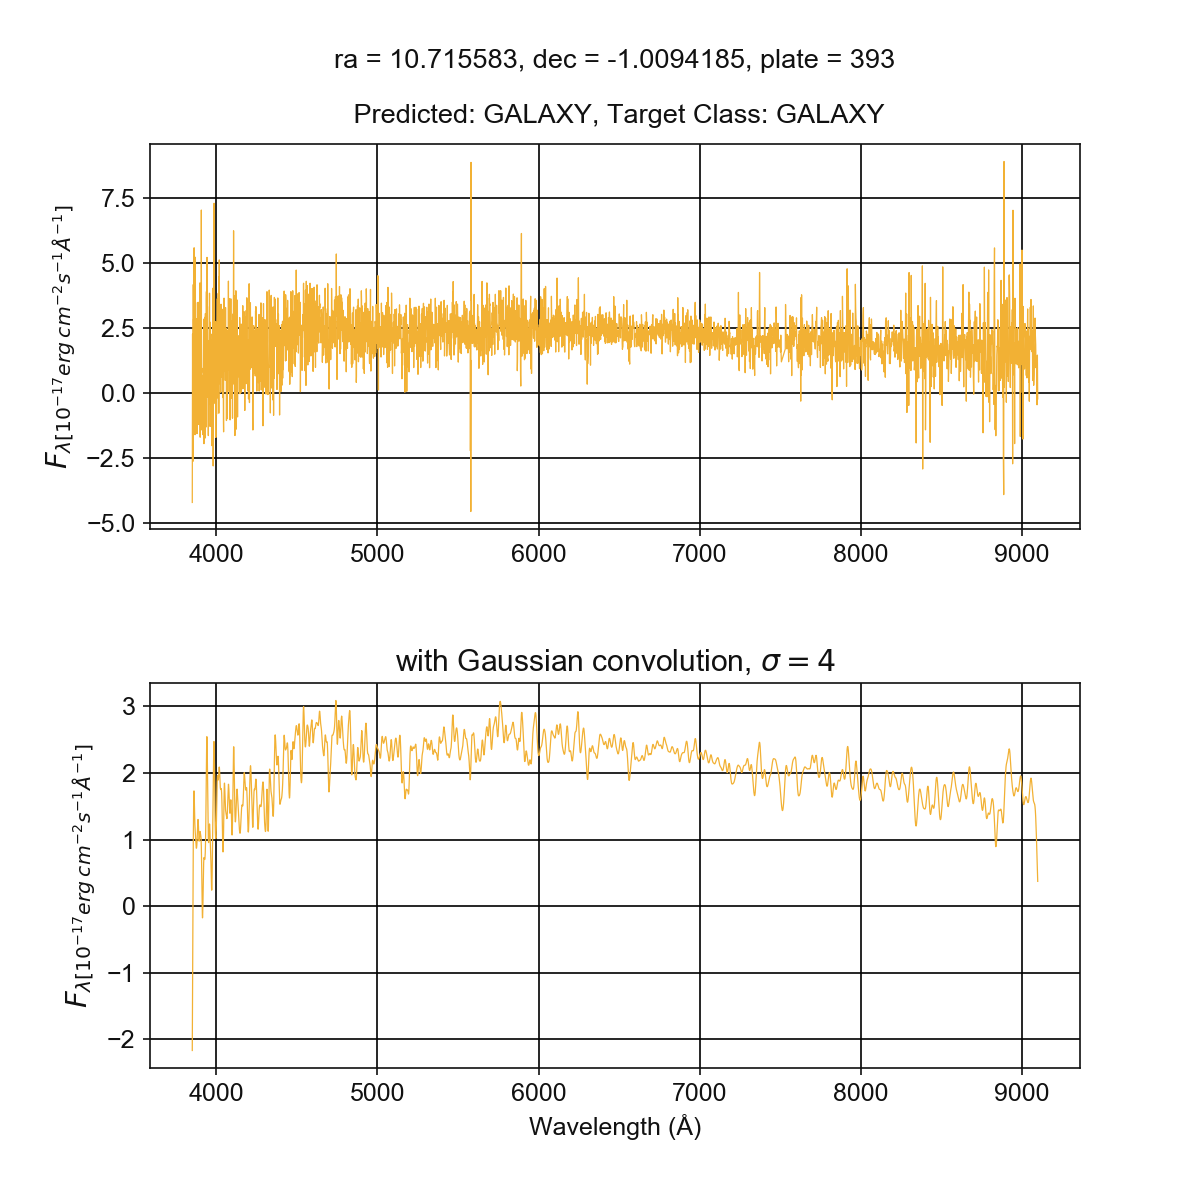 ra = 10.715583, dec = -1.0094185, plate = 393
Predicted: GALAXY, Target Class: GALAXY
7.5
5.0
2.5
0.0
−2.5
−5.0
Fλ[10⁻¹⁷erg cm⁻²s⁻¹Å⁻¹]
4000 5000 6000 7000 8000 9000
with Gaussian convolution, σ = 4
3
2
1
0
−1
−2
Fλ[10⁻¹⁷erg cm⁻²s⁻¹Å⁻¹]
4000 5000 6000 7000 8000 9000
Wavelength (Å)